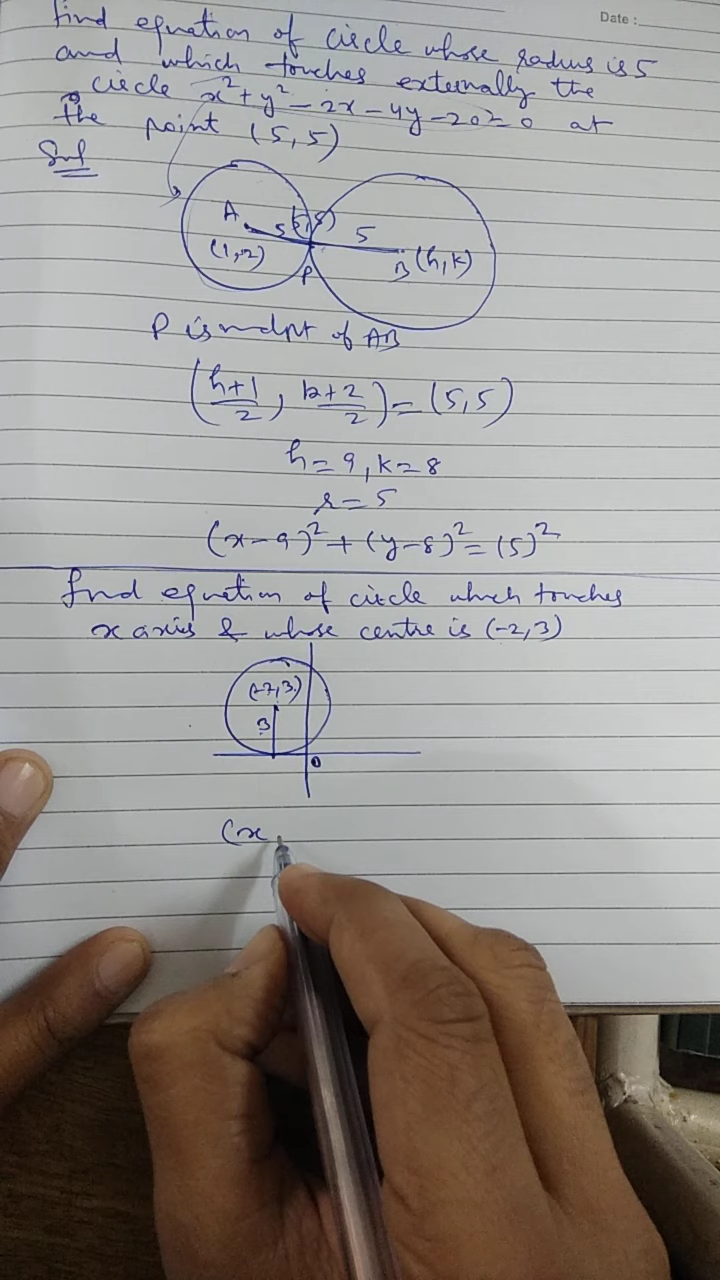 Date :
find equation of circle whose radius is 5
and which touches externally the
circle x² + y² - 2x - 4y - 20 = 0 at
the point (5, 5)
Sol
A (5,5)
5 5
(1,2) B (h, k)
P
P is mdpt of AB
(h+1/2, k+2/2) = (5,5)
h = 9, k = 8
r = 5
(x-9)² + (y-8)² = (5)²
find equation of circle which touches
x axis & whose centre is (-2,3)
(-2,3)
3
0
(x